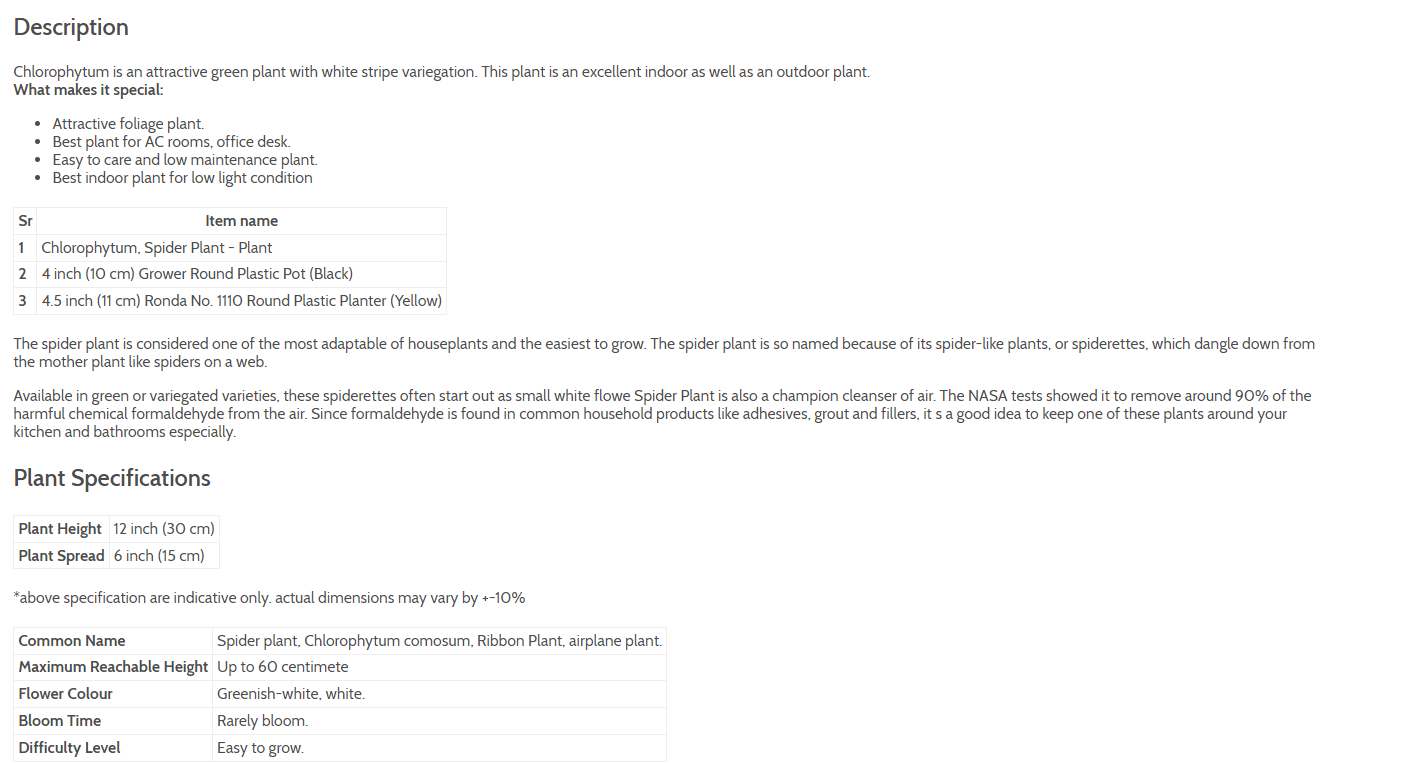 Description
Chlorophytum is an attractive green plant with white stripe variegation. This plant is an excellent indoor as well as an outdoor plant.
What makes it special:
• Attractive foliage plant.
• Best plant for AC rooms, office desk.
• Easy to care and low maintenance plant.
• Best indoor plant for low light condition
Sr Item name
1 Chlorophytum, Spider Plant - Plant
2 4 inch (10 cm) Grower Round Plastic Pot (Black)
3 4.5 inch (11 cm) Ronda No. 1110 Round Plastic Planter (Yellow)
The spider plant is considered one of the most adaptable of houseplants and the easiest to grow. The spider plant is so named because of its spider-like plants, or spiderettes, which dangle down from
the mother plant like spiders on a web.
Available in green or variegated varieties, these spiderettes often start out as small white flowe Spider Plant is also a champion cleanser of air. The NASA tests showed it to remove around 90% of the
harmful chemical formaldehyde from the air. Since formaldehyde is found in common household products like adhesives, grout and fillers, it s a good idea to keep one of these plants around your
kitchen and bathrooms especially.
Plant Specifications
Plant Height 12 inch (30 cm)
Plant Spread 6 inch (15 cm)
*above specification are indicative only. actual dimensions may vary by +-10%
Common Name Spider plant, Chlorophytum comosum, Ribbon Plant, airplane plant.
Maximum Reachable Height Up to 60 centimete
Flower Colour Greenish-white, white.
Bloom Time Rarely bloom.
Difficulty Level Easy to grow.